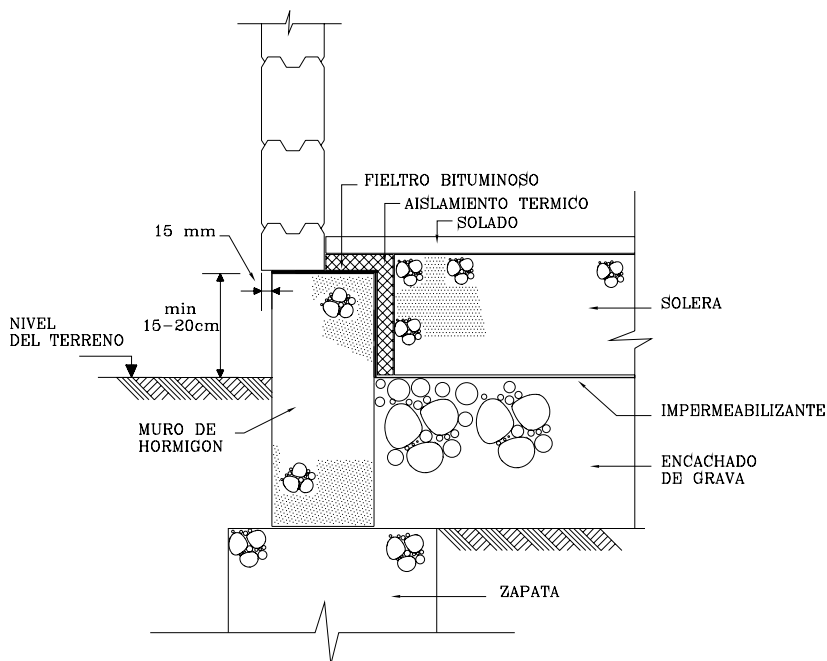 FIELTRO BITUMINOSO
AISLAMIENTO TERMICO
SOLADO
15 mm
min
15-20cm
SOLERA
NIVEL
DEL TERRENO
IMPERMEABILIZANTE
MURO DE
HORMIGON
ENCACHADO
DE GRAVA
ZAPATA